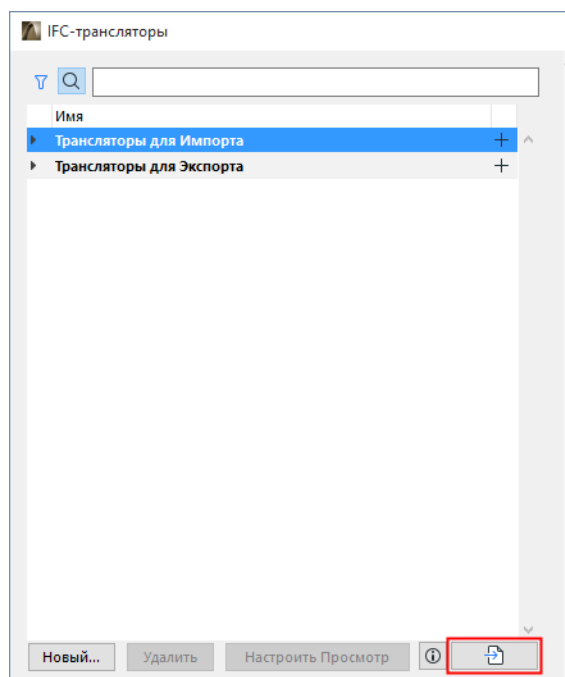 IFC-трансляторы
Имя
Трансляторы для Импорта
Трансляторы для Экспорта
Новый... Удалить Настроить Просмотр